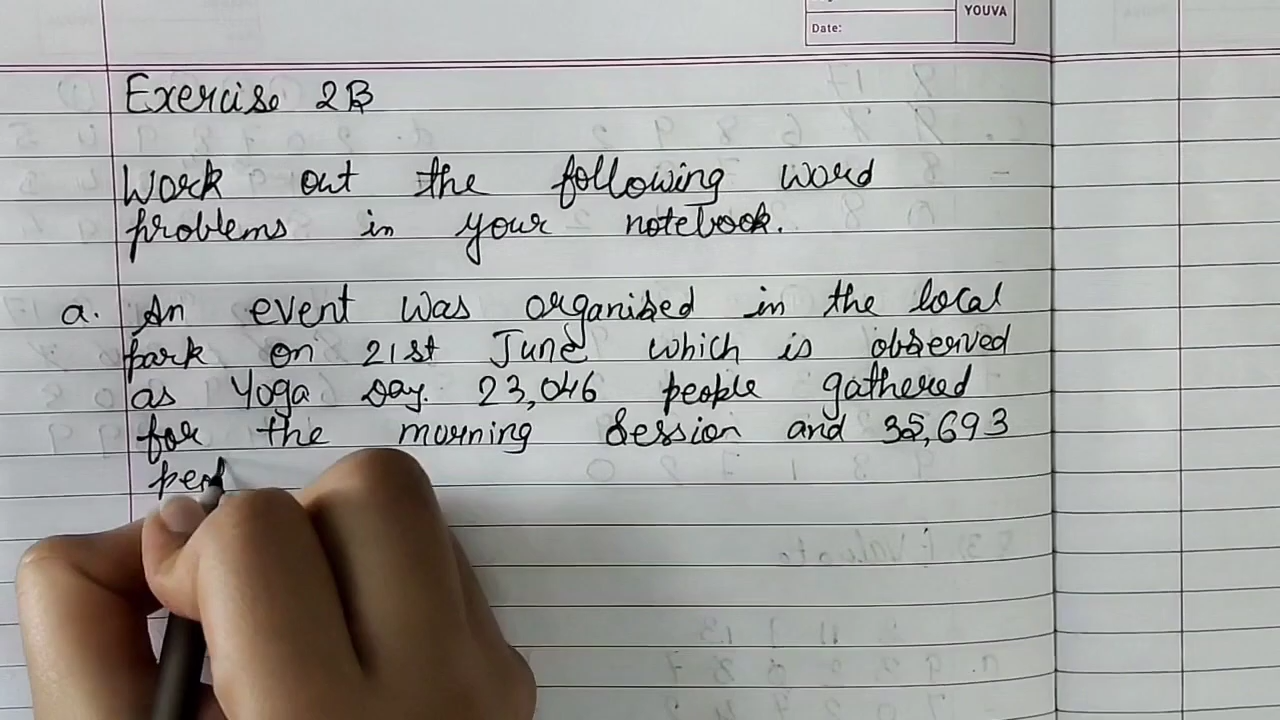 YOUVA
Date:
Exercise 2B
Work out the following word
problems in your notebook.
a. An event was organised in the local
park on 21st June which is observed
as Yoga Day. 23,046 people gathered
for the morning session and 35,693